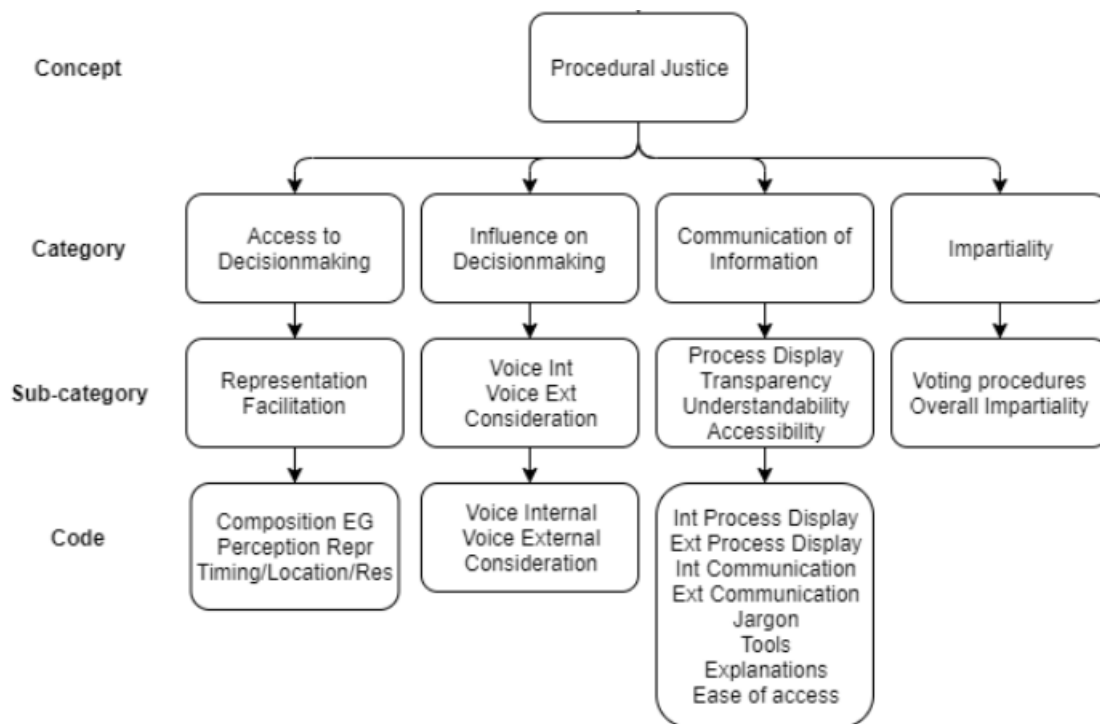 Concept
Procedural Justice
Category
Access to
Decisionmaking
Influence on
Decisionmaking
Communication of
Information
Impartiality
Sub-category
Representation
Facilitation
Voice Int
Voice Ext
Consideration
Process Display
Transparency
Understandability
Accessibility
Voting procedures
Overall Impartiality
Code
Composition EG
Perception Repr
Timing/Location/Res
Voice Internal
Voice External
Consideration
Int Process Display
Ext Process Display
Int Communication
Ext Communication
Jargon
Tools
Explanations
Ease of access